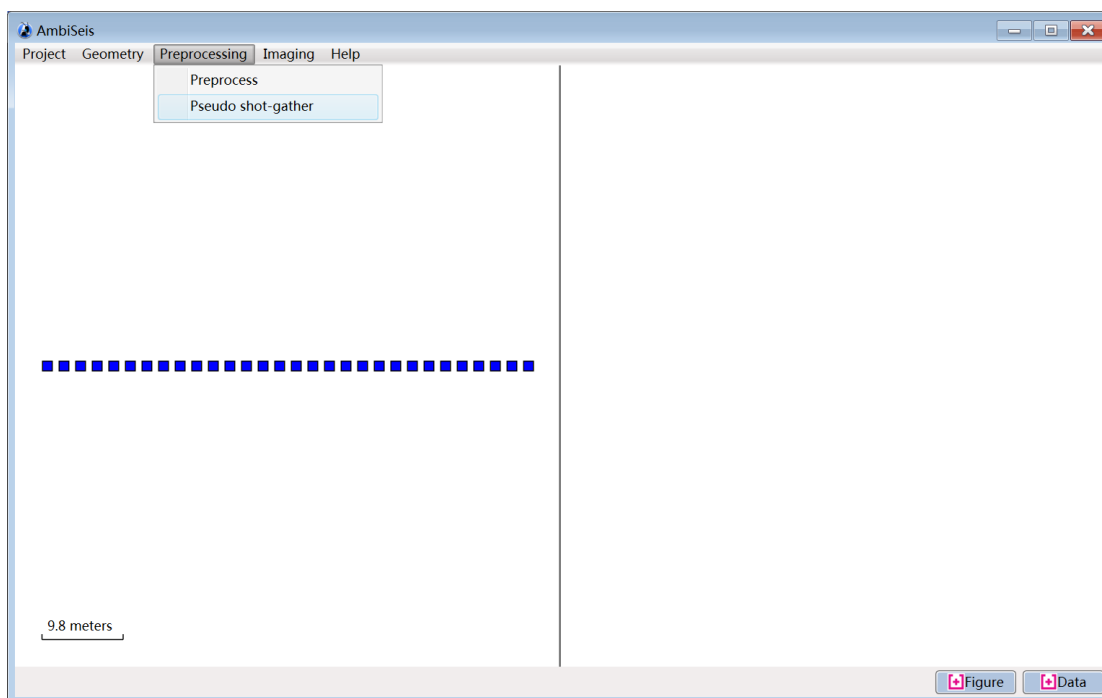 AmbiSeis
Project Geometry Preprocessing Imaging Help
Preprocess
Pseudo shot-gather
9.8 meters
Figure Data